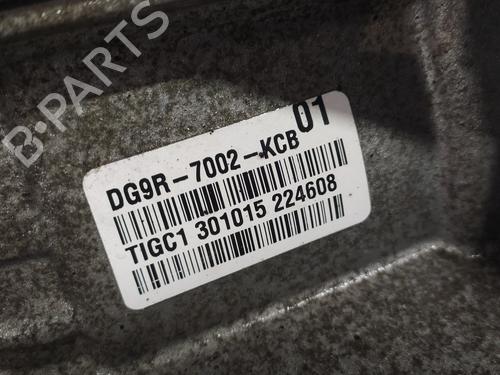 B-PARTS
01
DG9R-7002-KCB
TIGC1 301015 224608